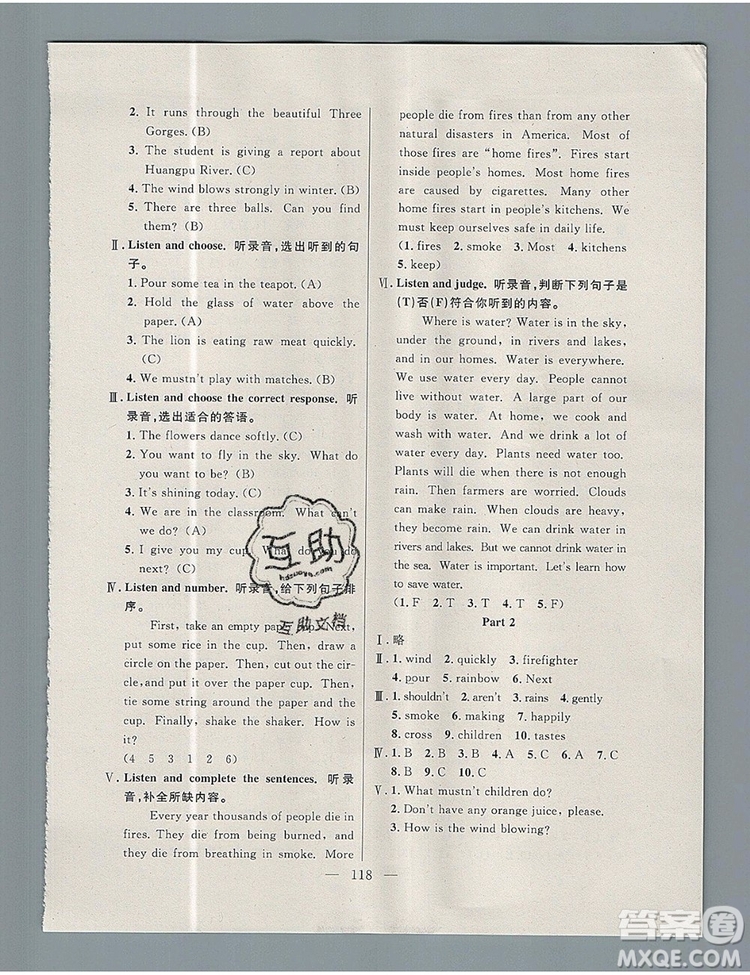 2. It runs through the beautiful Three
Gorges. (B)
3. The student is giving a report about
Huangpu River. (C)
4. The wind blows strongly in winter. (B)
5. There are three balls. Can you find
them? (B)
Ⅱ. Listen and choose. 听录音,选出听到的句
子。
1. Pour some tea in the teapot. (A)
2. Hold the glass of water above the
paper. (A)
3. The lion is eating raw meat quickly.
(C)
4. We mustn't play with matches. (B)
Ⅲ. Listen and choose the correct response. 听
录音,选出适合的答语。
1. The flowers dance softly. (C)
2. You want to fly in the sky. What do
you want to be? (B)
3. It's shining today. (C)
4. We are in the classroom. What can't
we do? (A)
5. I give you my cup. What do you do
next? (B)
Ⅳ. Listen and number. 听录音,给下列句子排
序。
First, take an empty paper cup. Next,
put some rice in the cup. Then, draw a
circle on the paper. Then, cut out the cir-
cle, and put it over the paper cup. Then,
tie some string around the paper and the
cup. Finally, shake the shaker. How is
it?
(4 5 3 1 2 6)
Ⅴ. Listen and complete the sentences. 听录
音,补全所缺内容。
Every year thousands of people die in
fires. They die from being burned, and
they die from breathing in smoke. More
people die from fires than from any other
natural disasters in America. Most of
those fires are "home fires". Fires start
inside people's homes. Most home fires
are caused by cigarettes. Many other
home fires start in people's kitchens. We
must keep ourselves safe in daily life.
(1. fires 2. smoke 3. Most 4. kitchens
5. keep)
Ⅵ. Listen and judge. 听录音,判断下列句子是
(T)否(F)符合你听到的内容。
Where is water? Water is in the sky,
under the ground, in rivers and lakes,
and in our homes. Water is everywhere.
We use water every day. People cannot
live without water. A large part of our
body is water. At home, we cook and
wash with water. And we drink water
every day. Plants need water too.
Plants will die when there is not enough
rain. Then farmers are worried. Clouds
can make rain. When clouds are heavy,
they become rain. We can drink water in
rivers and lakes. But we cannot drink water in
the sea. Water is important. Let's learn how
to save water.
(1. F 2. T 3. T 4. T 5. F)
Part 2
Ⅰ. 略
Ⅱ. 1. wind 2. quickly 3. firefighter
4. pour 5. rainbow 6. Next
Ⅲ. 1. shouldn't 2. aren't 3. rains 4. gently
5. smoke 6. making 7. happily
8. cross 9. children 10. tastes
Ⅳ. 1. B 2. B 3. C 4. A 5. A 6. A 7. C
8. B 9. C 10. C
Ⅴ. 1. What mustn't children do?
2. Don't have any orange juice, please.
3. How is the wind blowing?
— 118 —
互助
hdzuoye.com
互助文档
答案圈
MXQE.COM